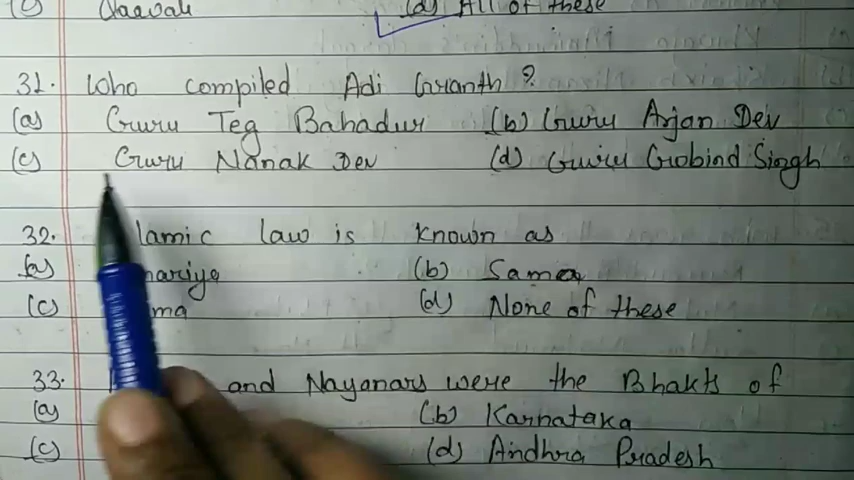 (d) All of these
31. Who compiled Adi Granth?
(a) Guru Teg Bahadur (b) Guru Arjan Dev
(c) Guru Nanak Dev (d) Guru Gobind Singh
32. lamic law is known as
(a) hariya (b) Sama
(c) ma (d) None of these
33. and Nayanars were the Bhakts of
(a) (b) Karnataka
(c) (d) Andhra Pradesh